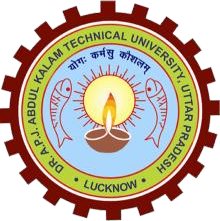 DR. A.P.J. ABDUL KALAM TECHNICAL UNIVERSITY, UTTAR PRADESH
योगः कर्मसु कौशलम्
• LUCKNOW •